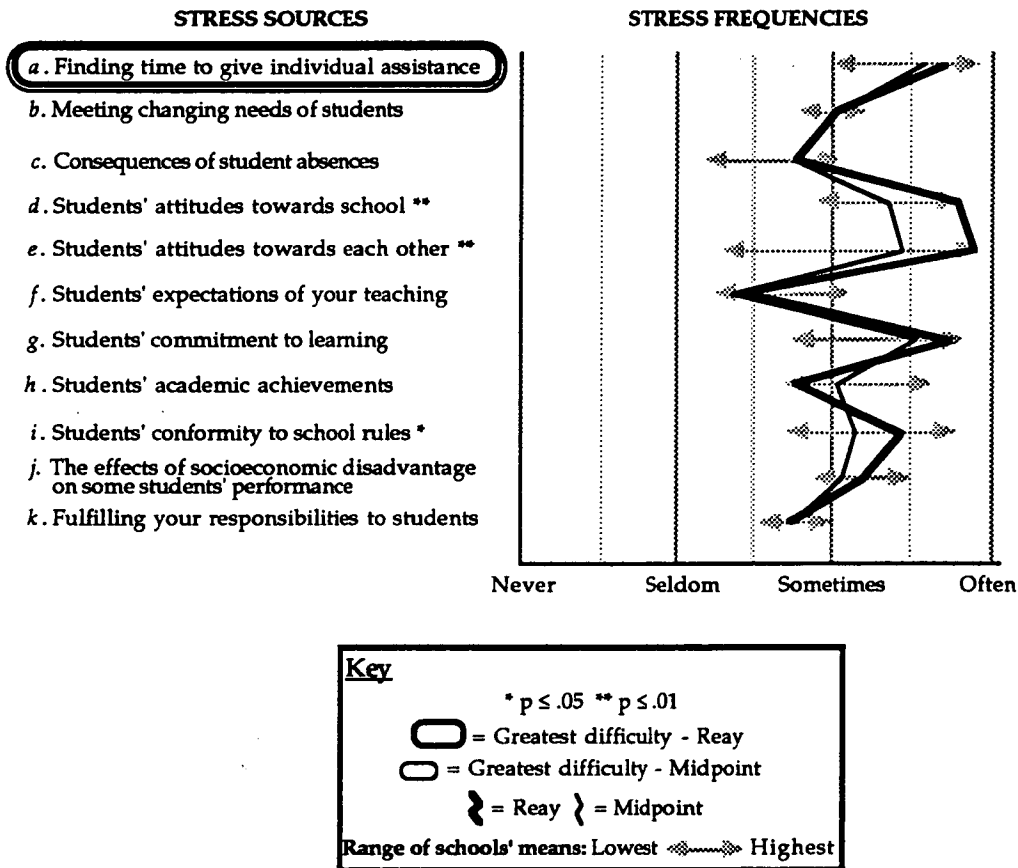 STRESS SOURCES
STRESS FREQUENCIES
a. Finding time to give individual assistance
b. Meeting changing needs of students
c. Consequences of student absences
d. Students' attitudes towards school **
e. Students' attitudes towards each other **
f. Students' expectations of your teaching
g. Students' commitment to learning
h. Students' academic achievements
i. Students' conformity to school rules *
j. The effects of socioeconomic disadvantage
on some students' performance
k. Fulfilling your responsibilities to students
Never Seldom Sometimes Often
Key
* p ≤ .05 ** p ≤ .01
= Greatest difficulty - Reay
= Greatest difficulty - Midpoint
= Reay = Midpoint
Range of schools' means: Lowest Highest